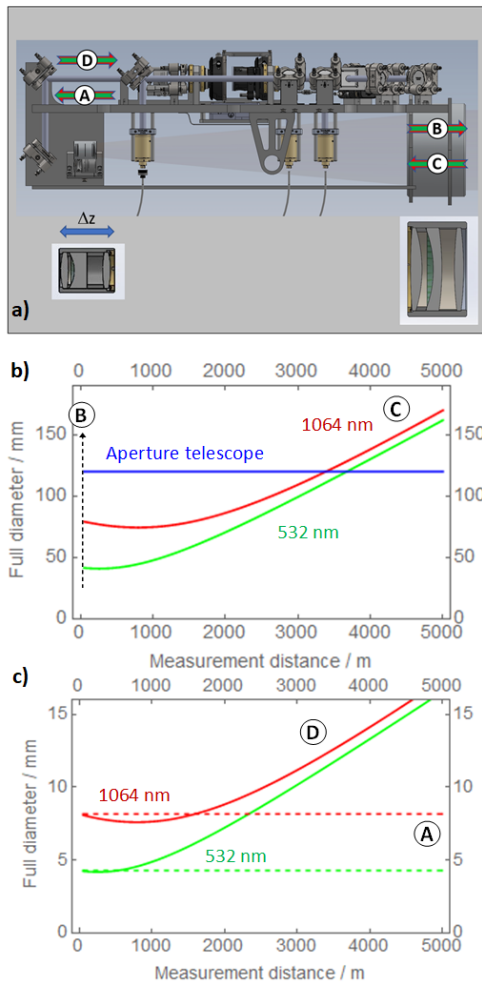 D
A
B
C
Δz
a)
b)
0 1000 2000 3000 4000 5000
B
C
1064 nm
150 150
Aperture telescope
Full diameter / mm
100 100
532 nm
50 50
0 0
0 1000 2000 3000 4000 5000
Measurement distance / m
c)
0 1000 2000 3000 4000 5000
15 15
D
Full diameter / mm
10 10
1064 nm
A
5 5
532 nm
0 0
0 1000 2000 3000 4000 5000
Measurement distance / m